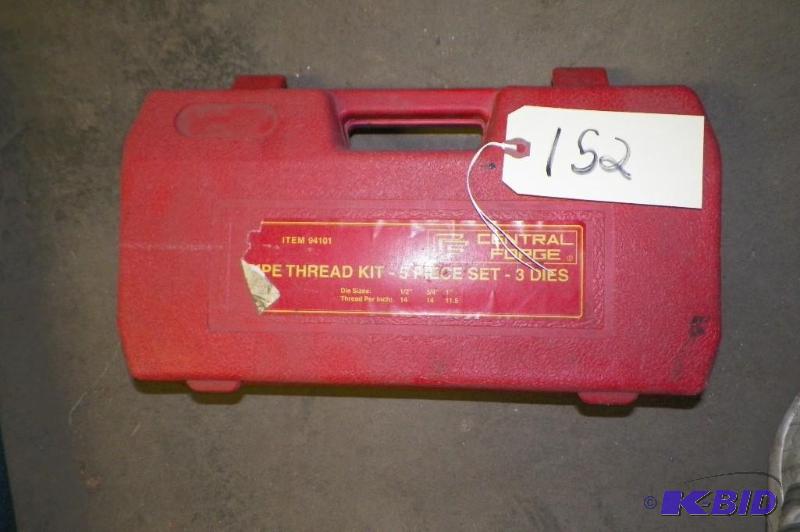 152
ITEM 94101
CENTRAL
FORGE ®
IPE THREAD KIT - 5 PIECE SET - 3 DIES
Die Sizes: 1/2" 3/4" 1"
Thread Per Inch: 14 14 11.5
© K-BID